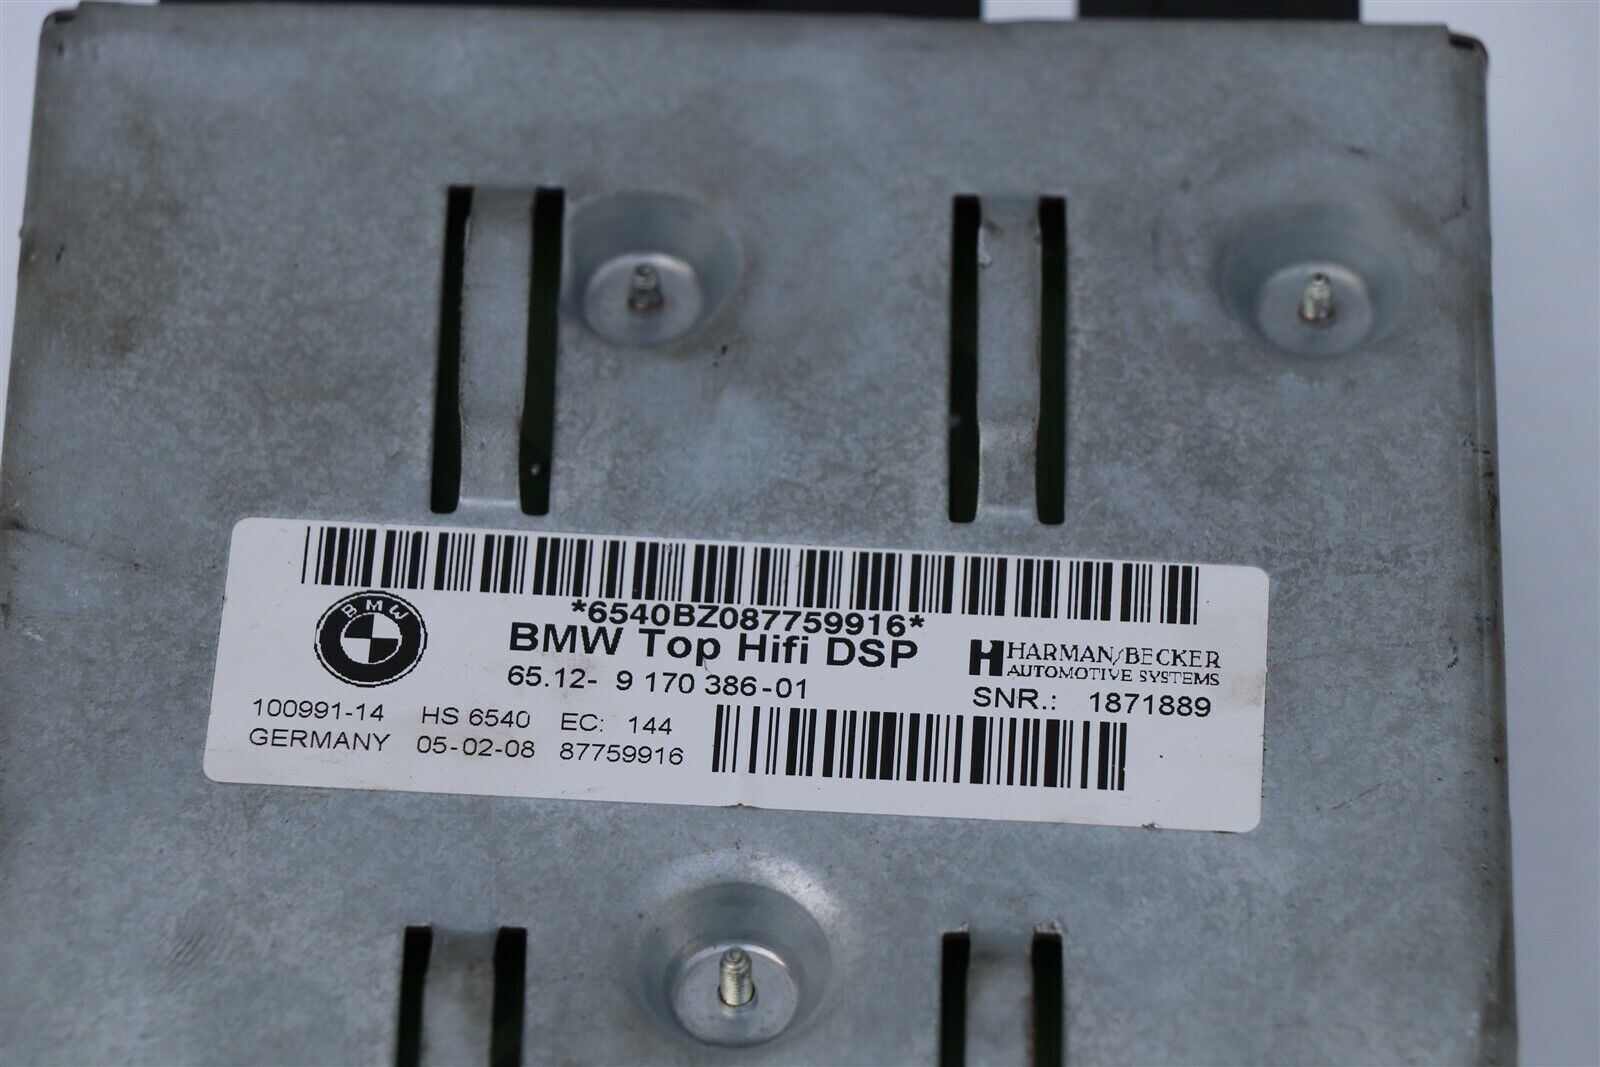 *6540BZ087759916*
BMW
BMW Top Hifi DSP
HARMAN/BECKER
AUTOMOTIVE SYSTEMS
65.12- 9 170 386-01
SNR.: 1871889
100991-14 HS 6540 EC: 144
GERMANY 05-02-08 87759916